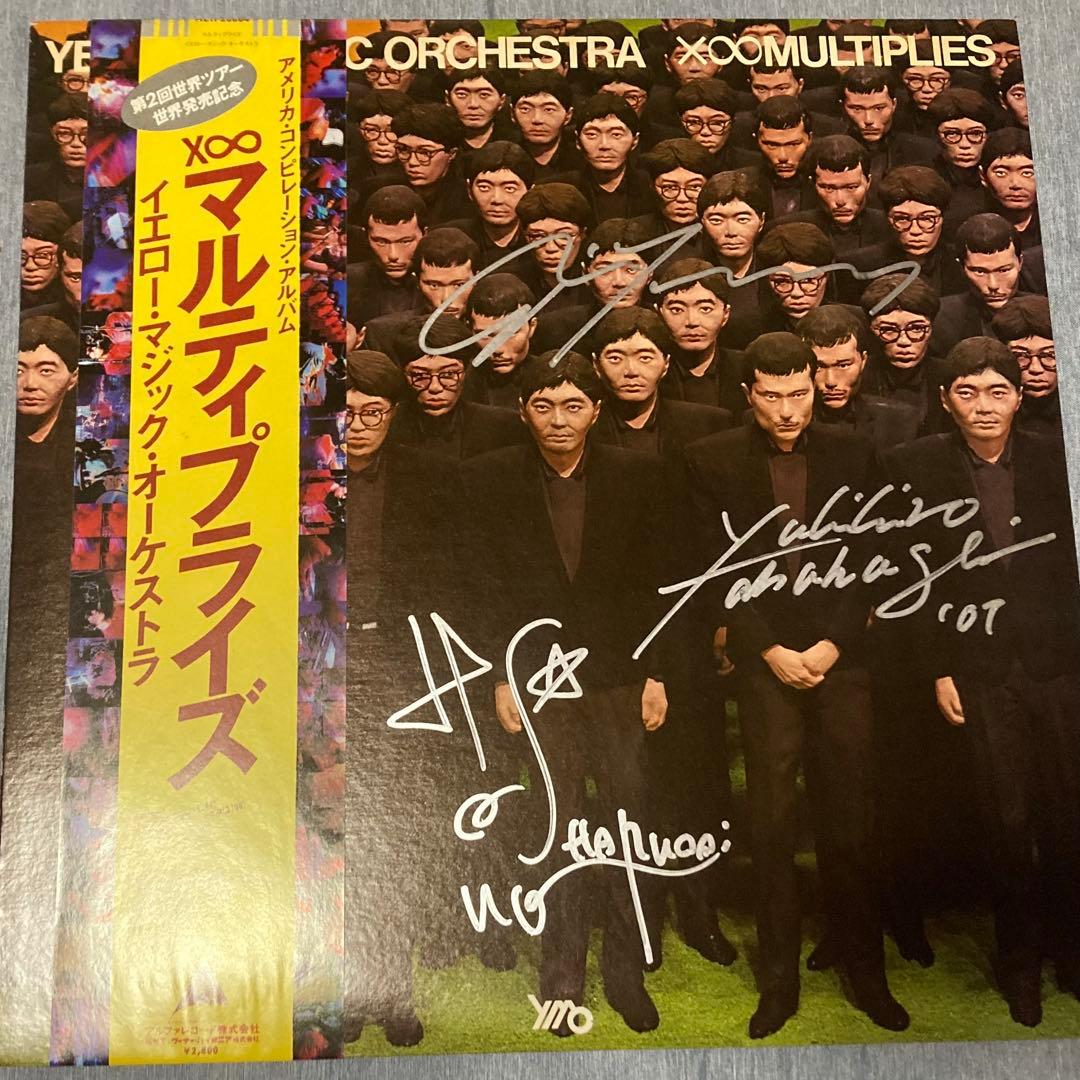 YE
C ORCHESTRA ×∞MULTIPLIES
第2回世界ツアー
世界発売記念
アメリカ・コンピレーション・アルバム
×∞マルティプライズ
イエロー・マジック・オーケストラ
Yukihiro
Takahashi
'07
Haruomi
Hosono
YMO
アルファレコード株式会社
¥2,800